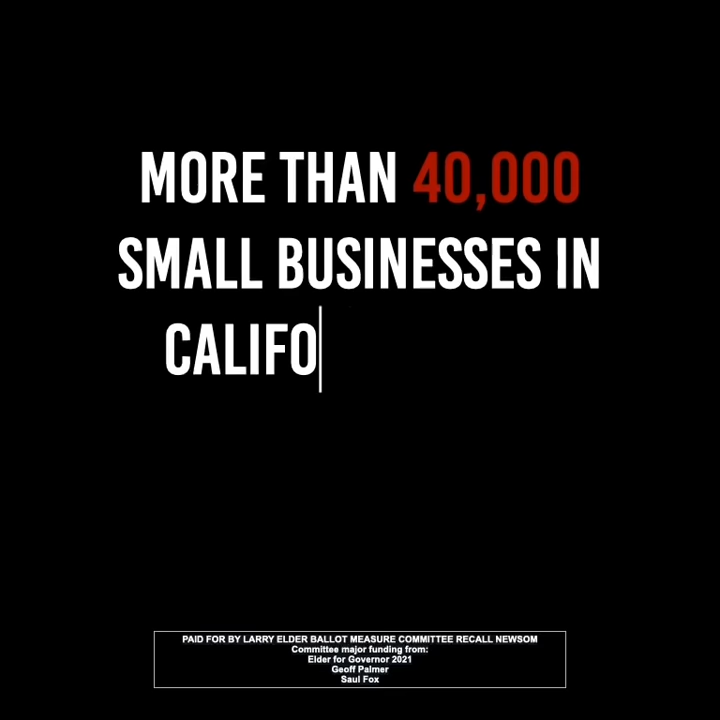 MORE THAN 40,000
SMALL BUSINESSES IN
CALIFO
PAID FOR BY LARRY ELDER BALLOT MEASURE COMMITTEE RECALL NEWSOM
Committee major funding from:
Elder for Governor 2021
Geoff Palmer
Saul Fox